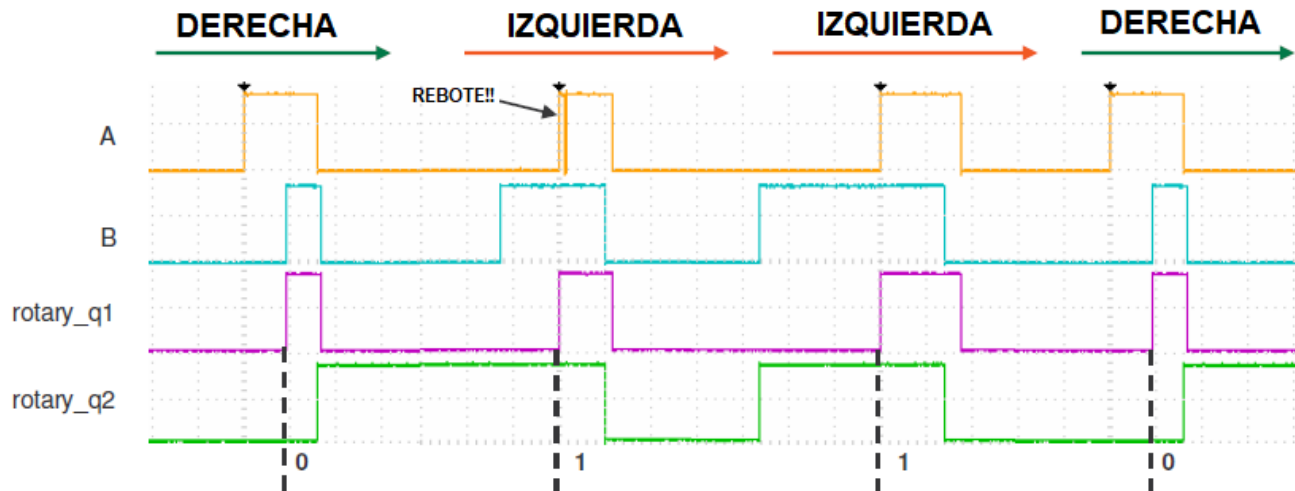 DERECHA IZQUIERDA IZQUIERDA DERECHA
REBOTE!!
A
B
rotary_q1
rotary_q2
0 1 1 0